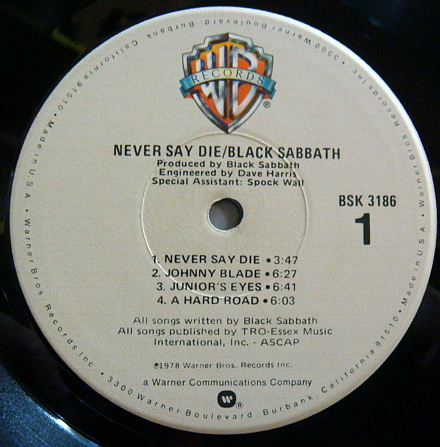 RECORDS
®
NEVER SAY DIE/BLACK SABBATH
Produced by Black Sabbath
Engineered by Dave Harris
Special Assistant: Spock Wall
BSK 3186
1
1. NEVER SAY DIE • 3:47
2. JOHNNY BLADE • 6:27
3. JUNIOR'S EYES • 6:41
4. A HARD ROAD • 6:03
All songs written by Black Sabbath
All songs published by TRO-Essex Music
International, Inc. - ASCAP
℗1978 Warner Bros. Records Inc.
a Warner Communications Company
®
Warner Bros. Records Inc. • 3300 Warner Boulevard, Burbank, California 91510 • Made in U.S.A. •